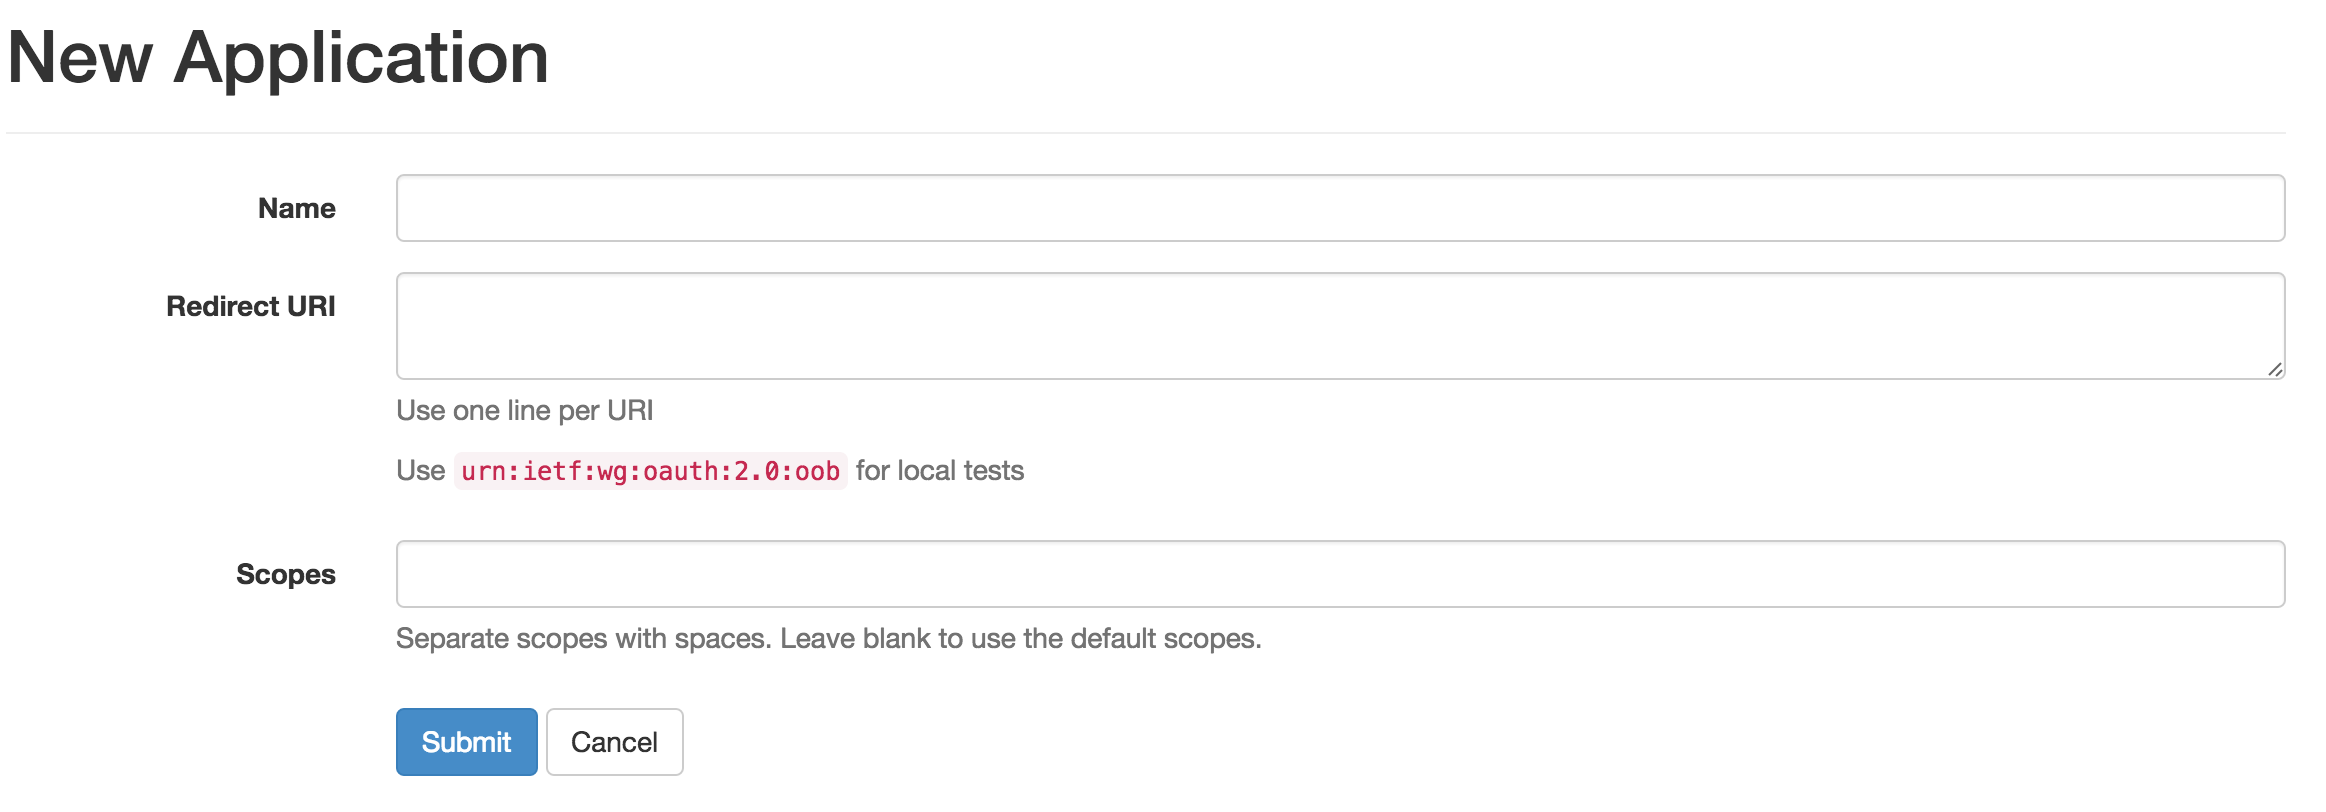 New Application
Name
Redirect URI
Use one line per URI
Use urn:ietf:wg:oauth:2.0:oob for local tests
Scopes
Separate scopes with spaces. Leave blank to use the default scopes.
Submit Cancel